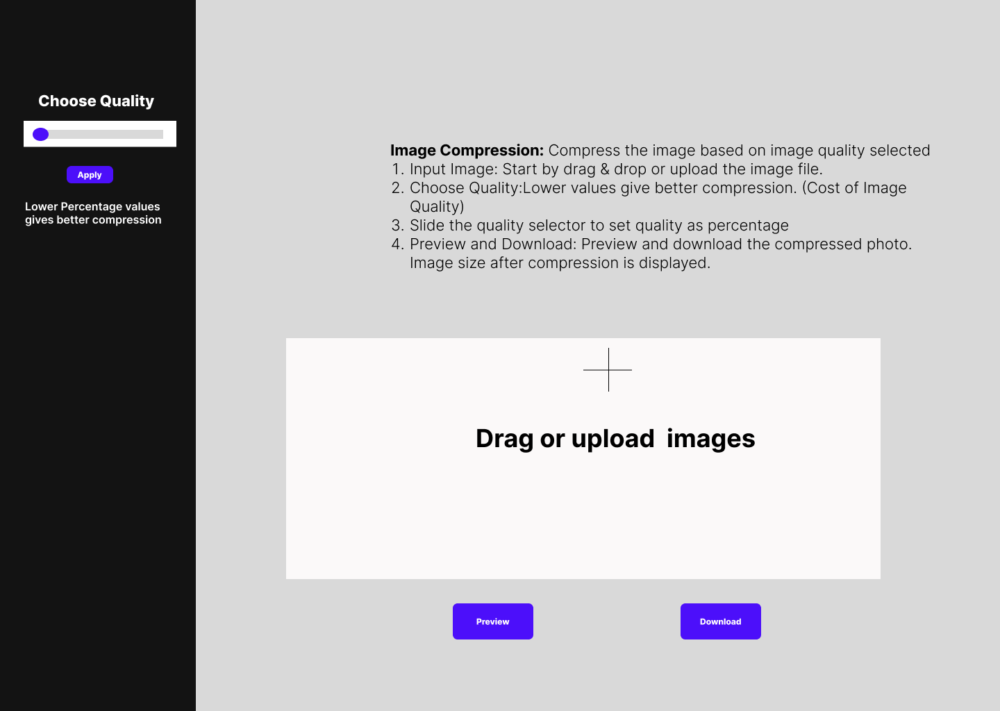 Choose Quality
Apply
Lower Percentage values
gives better compression
Image Compression: Compress the image based on image quality selected
1. Input Image: Start by drag & drop or upload the image file.
2. Choose Quality:Lower values give better compression. (Cost of Image
Quality)
3. Slide the quality selector to set quality as percentage
4. Preview and Download: Preview and download the compressed photo.
Image size after compression is displayed.
Drag or upload  images
Preview
Download